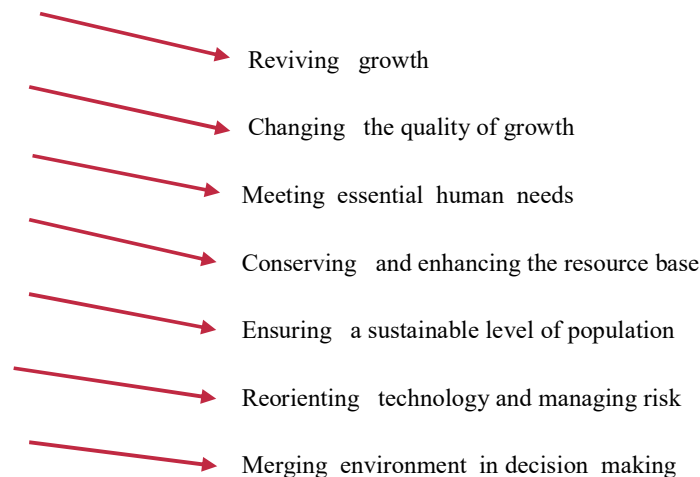 Reviving growth
Changing the quality of growth
Meeting essential human needs
Conserving and enhancing the resource base
Ensuring a sustainable level of population
Reorienting technology and managing risk
Merging environment in decision making